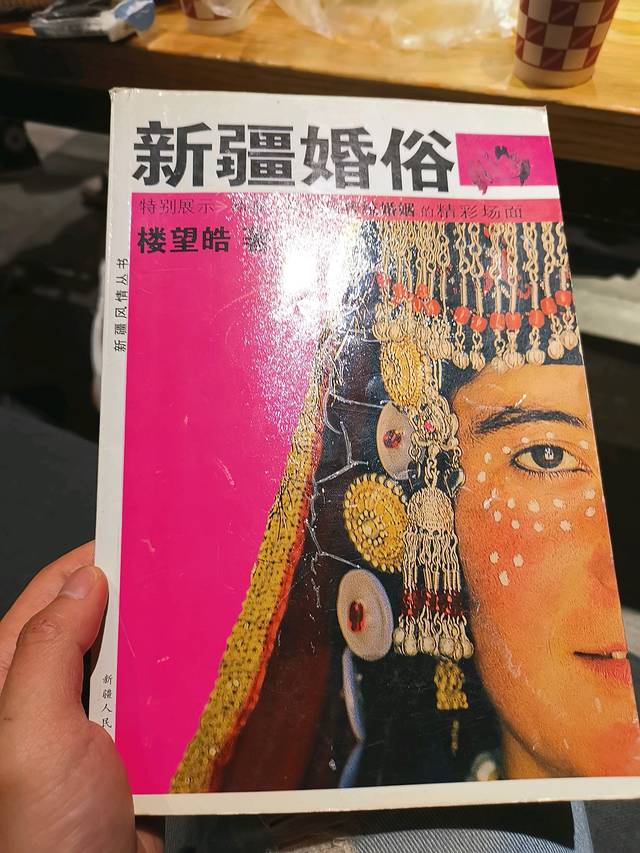 新疆婚俗
特别展示 婚姻 的精彩场面
楼望皓 著
新疆风情丛书
新疆人民